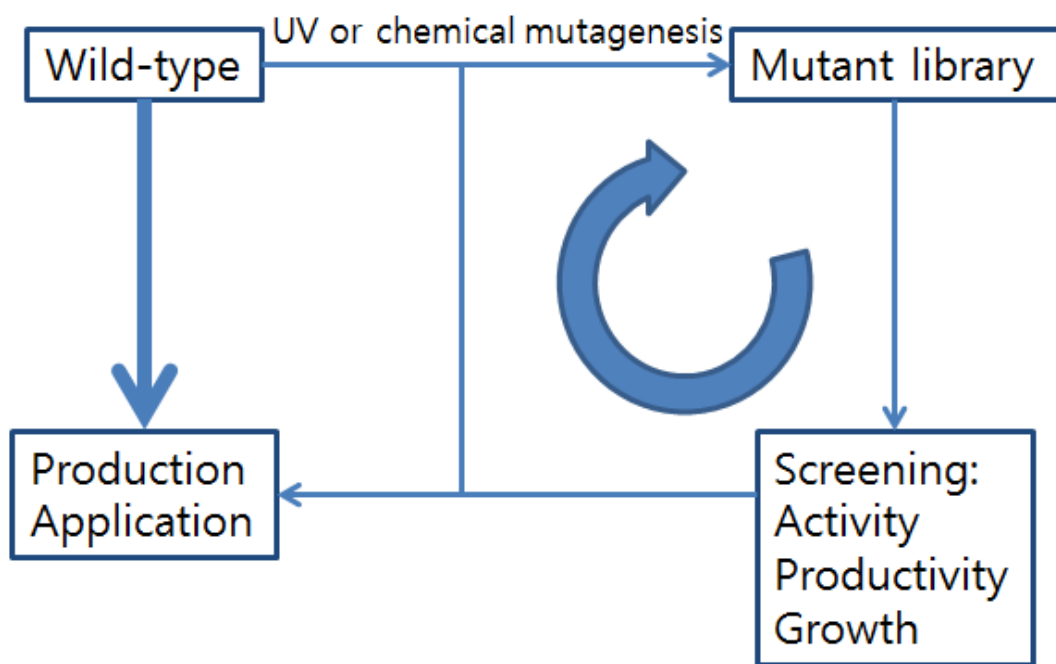 UV or chemical mutagenesis
Wild-type
Mutant library
Production
Application
Screening:
Activity
Productivity
Growth